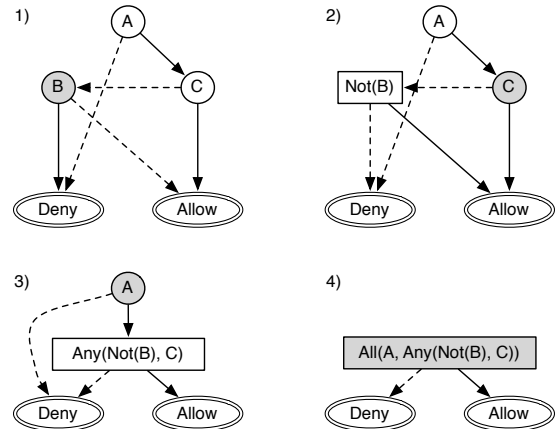 1)
A
B
C
Deny
Allow
2)
A
Not(B)
C
Deny
Allow
3)
A
Any(Not(B), C)
Deny
Allow
4)
All(A, Any(Not(B), C))
Deny
Allow